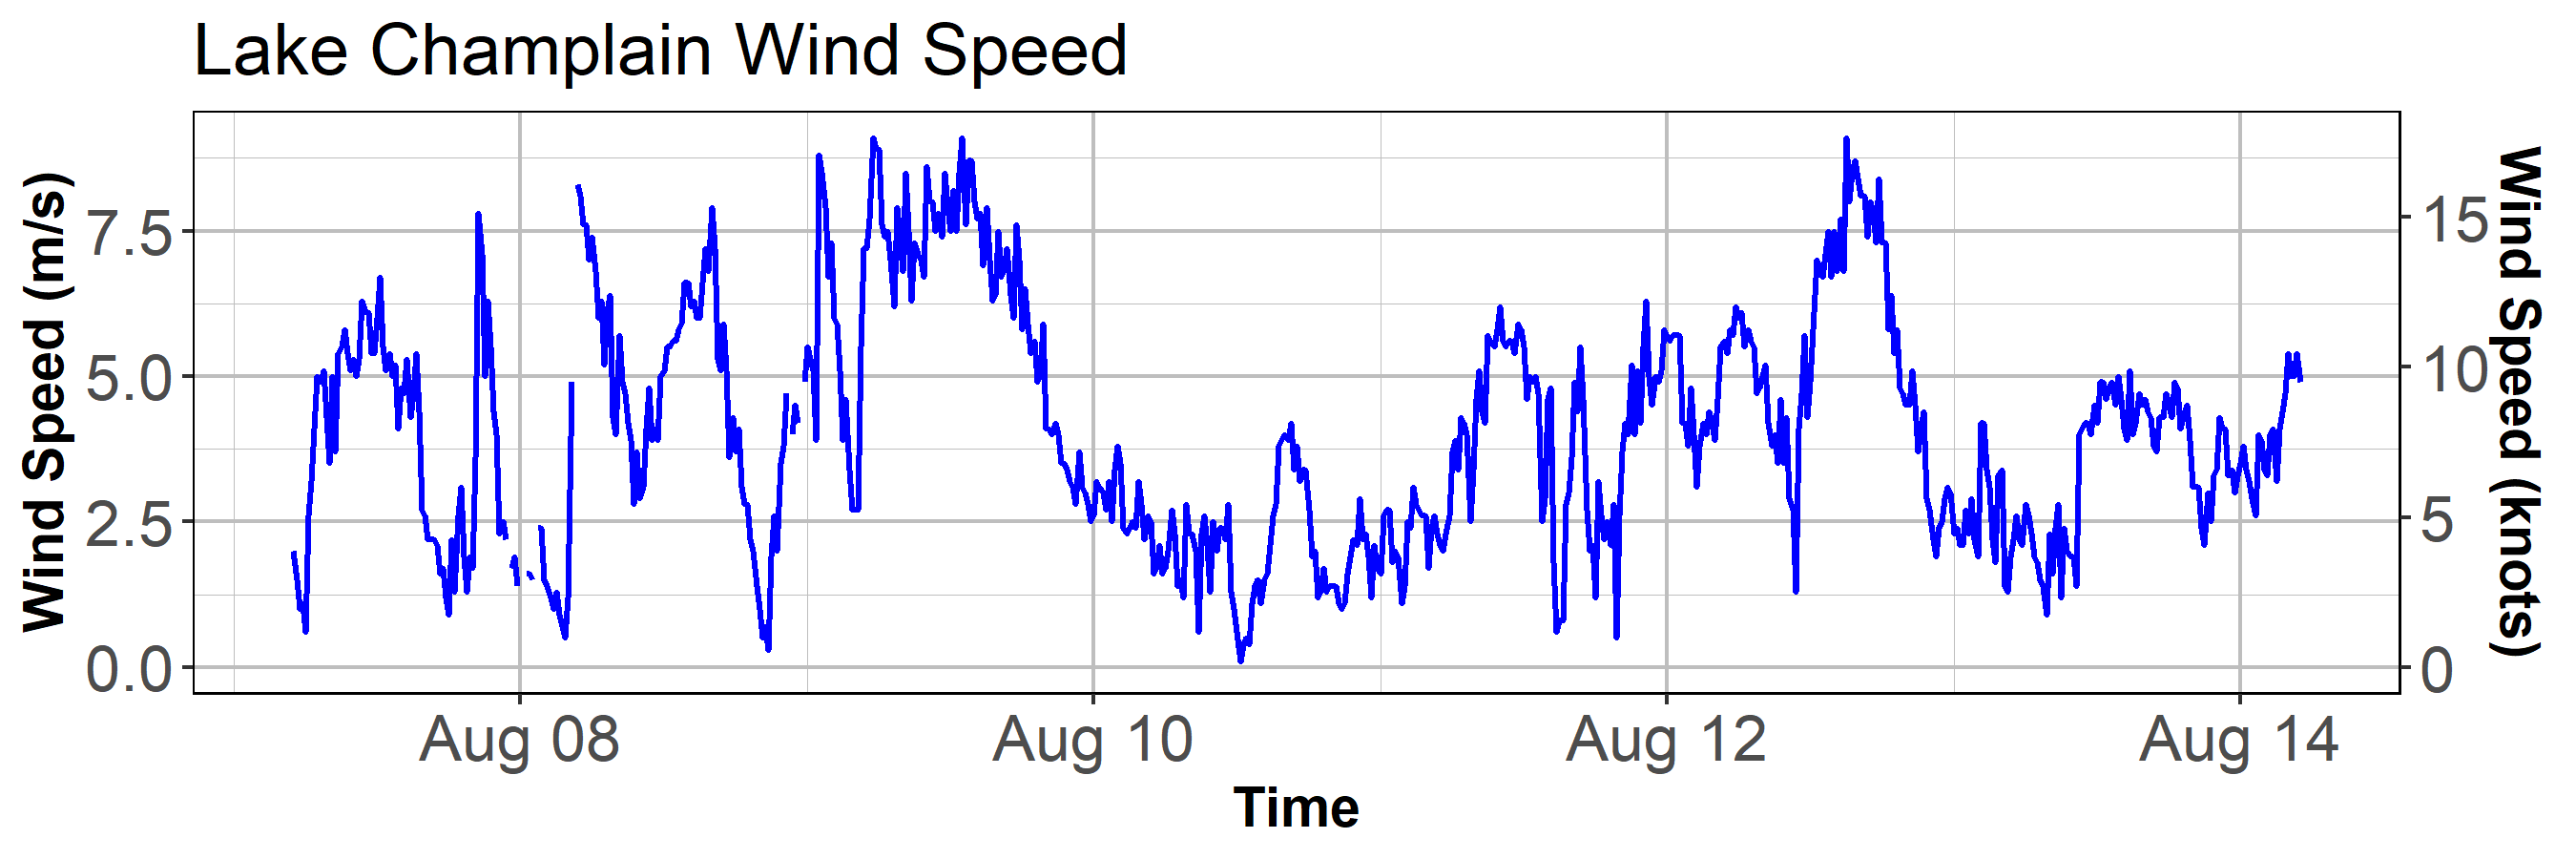 Lake Champlain Wind Speed
Wind Speed (m/s)
7.5
5.0
2.5
0.0
15
10
5
0
Wind Speed (knots)
Aug 08
Aug 10
Aug 12
Aug 14
Time